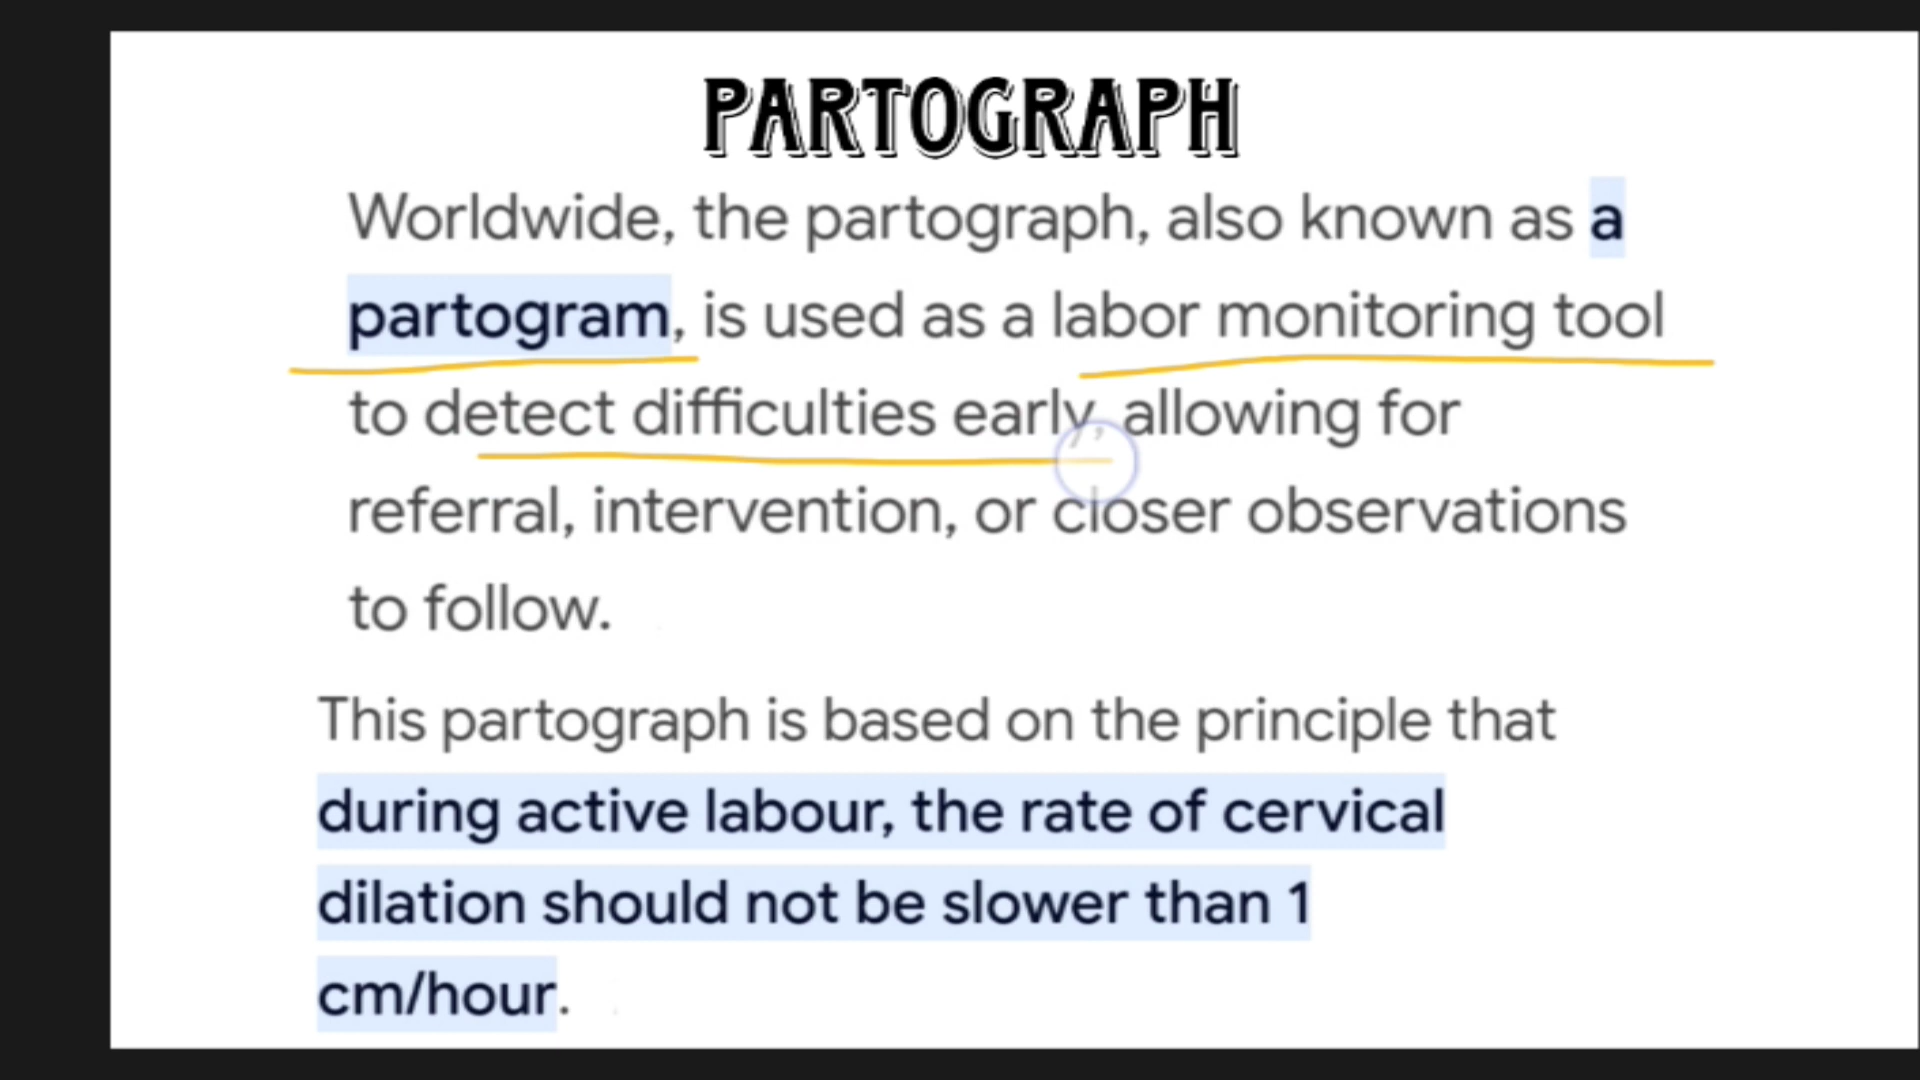 PARTOGRAPH
Worldwide, the partograph, also known as a
partogram, is used as a labor monitoring tool
to detect difficulties early, allowing for
referral, intervention, or closer observations
to follow.
This partograph is based on the principle that
during active labour, the rate of cervical
dilation should not be slower than 1
cm/hour.